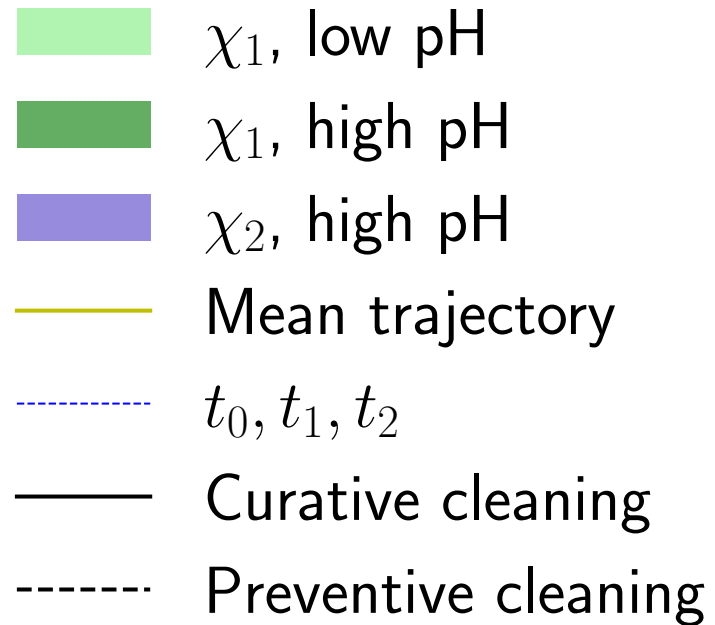 χ₁, low pH
χ₁, high pH
χ₂, high pH
Mean trajectory
t₀, t₁, t₂
Curative cleaning
Preventive cleaning